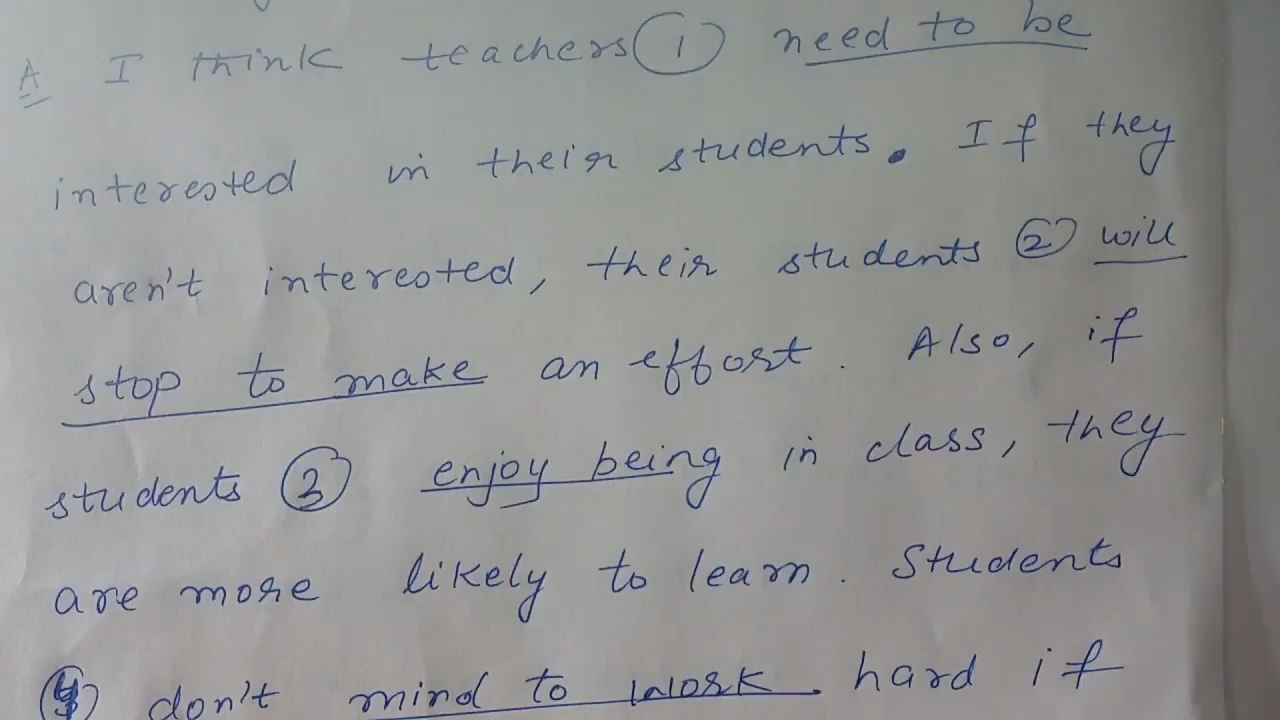 A I think teachers ① need to be
interested in their students. If they
aren't interested, their students ② will
stop to make an effort. Also, if
students ③ enjoy being in class, they
are more likely to learn. Students
④ don't mind to work hard if